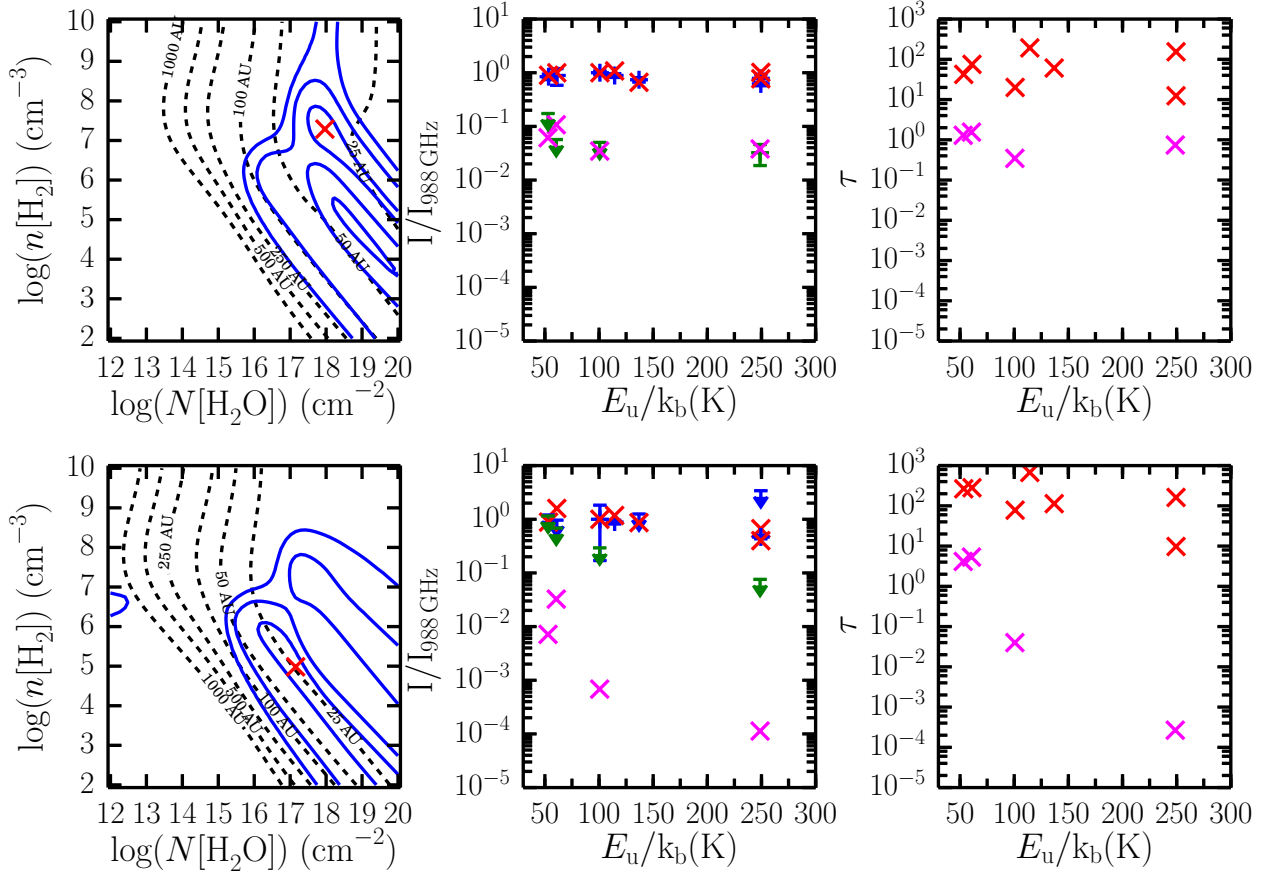 log(n[H₂]) (cm⁻³)
10
9
8
7
6
5
4
3
2
1000 AU
100 AU
25 AU
50 AU
250 AU
500 AU
12 13 14 15 16 17 18 19 20
log(N[H₂O]) (cm⁻²)
I/I₉₈₈ GHz
10¹
10⁰
10⁻¹
10⁻²
10⁻³
10⁻⁴
10⁻⁵
50 100 150 200 250 300
Eᵤ/k_b(K)
τ
10³
10²
10¹
10⁰
10⁻¹
10⁻²
10⁻³
10⁻⁴
10⁻⁵
50 100 150 200 250 300
Eᵤ/k_b(K)
log(n[H₂]) (cm⁻³)
10
9
8
7
6
5
4
3
2
250 AU
50 AU
1000 AU
500 AU
100 AU
25 AU
12 13 14 15 16 17 18 19 20
log(N[H₂O]) (cm⁻²)
I/I₉₈₈ GHz
10¹
10⁰
10⁻¹
10⁻²
10⁻³
10⁻⁴
10⁻⁵
50 100 150 200 250 300
Eᵤ/k_b(K)
τ
10³
10²
10¹
10⁰
10⁻¹
10⁻²
10⁻³
10⁻⁴
10⁻⁵
50 100 150 200 250 300
Eᵤ/k_b(K)